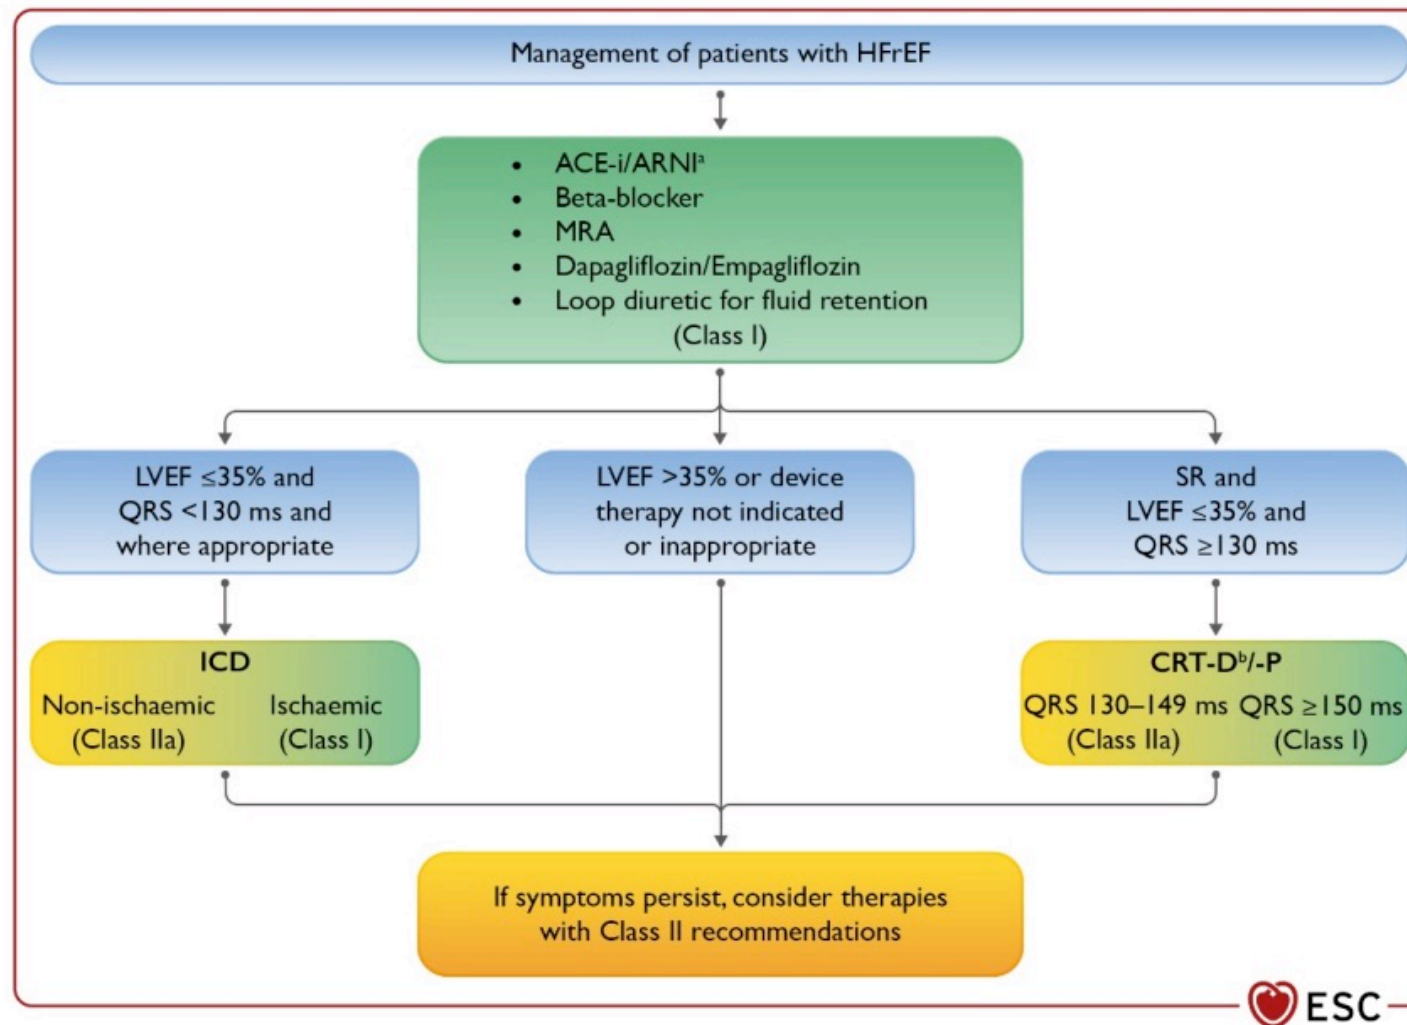 Management of patients with HFrEF
• ACE-i/ARNIᵃ
• Beta-blocker
• MRA
• Dapagliflozin/Empagliflozin
• Loop diuretic for fluid retention
(Class I)
LVEF ≤35% and
QRS <130 ms and
where appropriate
LVEF >35% or device
therapy not indicated
or inappropriate
SR and
LVEF ≤35% and
QRS ≥130 ms
ICD
Non-ischaemic
(Class IIa)
Ischaemic
(Class I)
CRT-Dᵇ/-P
QRS 130–149 ms
(Class IIa)
QRS ≥150 ms
(Class I)
If symptoms persist, consider therapies
with Class II recommendations
ESC